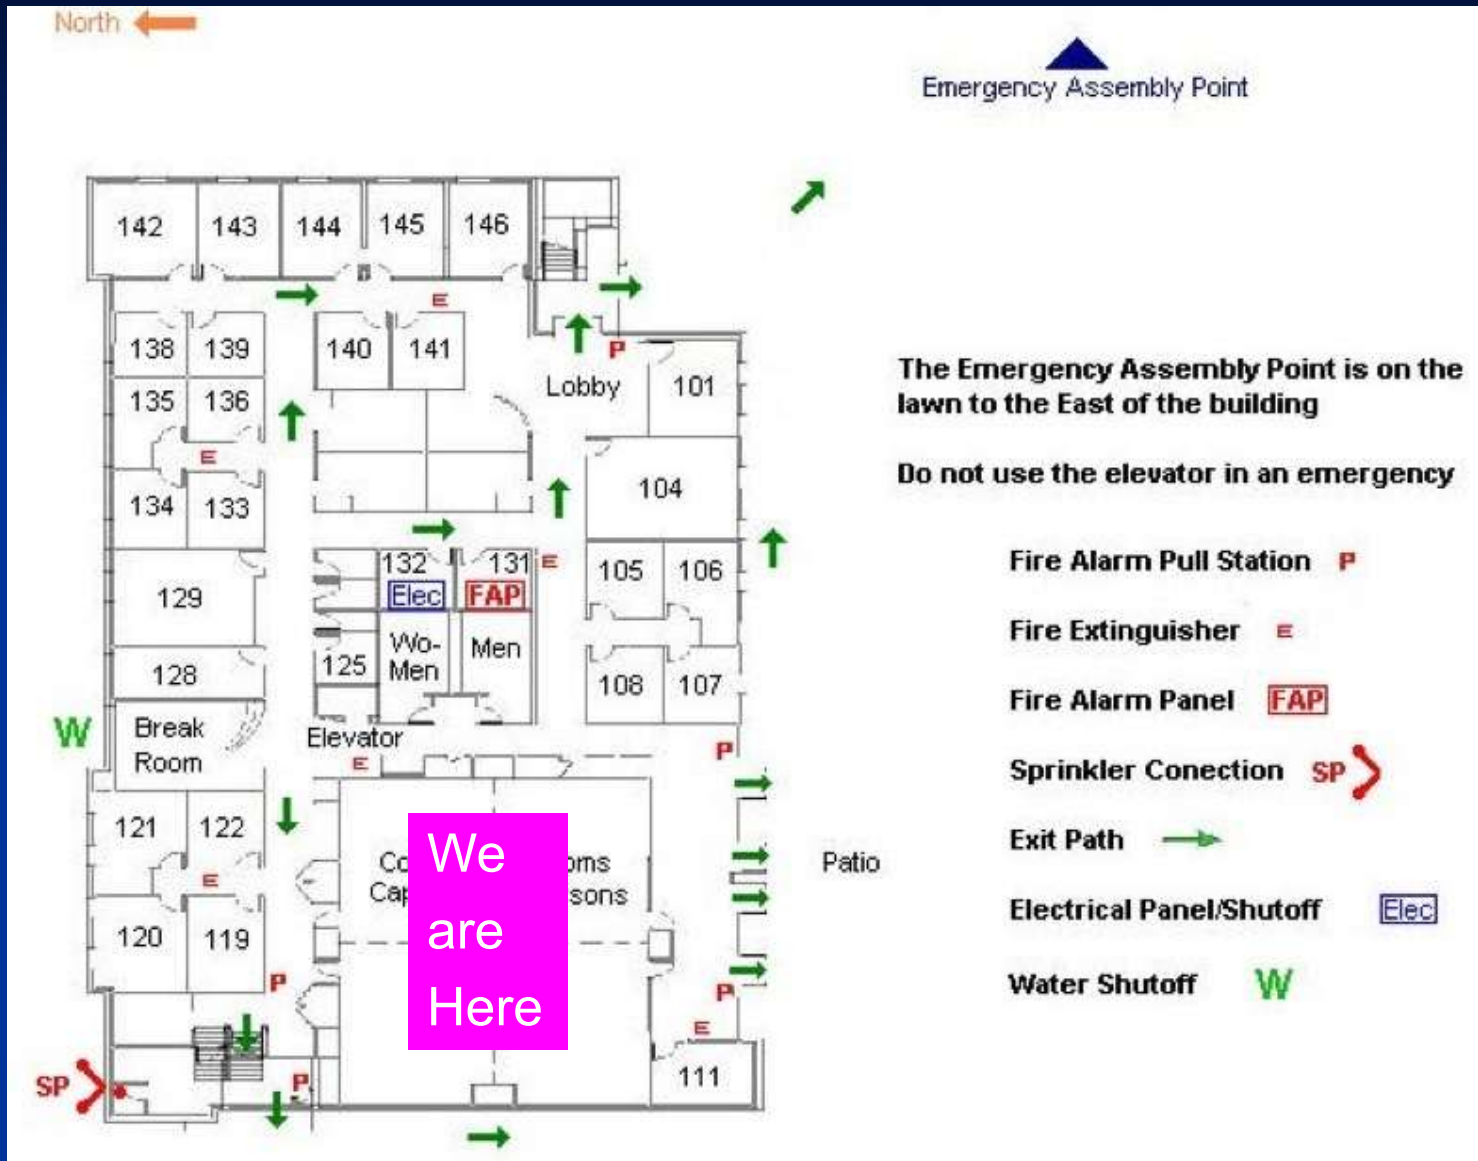 North
Emergency Assembly Point
142 143 144 145 146
E
138 139 140 141 P
135 136 Lobby 101
The Emergency Assembly Point is on the
lawn to the East of the building
Do not use the elevator in an emergency
E
134 133 104
132 131 E
Elec FAP
105 106
129
Wo-
Men
Men
125
128 108 107
W
Break
Room
Elevator
E
P
121 122
E
120 119
We
are
Here
Co oms
Cap sons
Patio
P
P
E
111
SP
P
Fire Alarm Pull Station P
Fire Extinguisher E
Fire Alarm Panel FAP
Sprinkler Conection SP
Exit Path
Electrical Panel/Shutoff Elec
Water Shutoff W